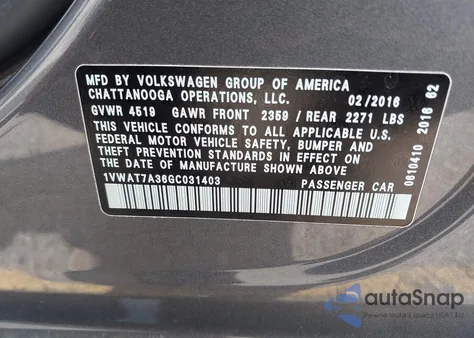 MFD BY VOLKSWAGEN GROUP OF AMERICA
CHATTANOOGA OPERATIONS, LLC. 02/2016
GVWR 4519 GAWR FRONT 2359 / REAR 2271 LBS
THIS VEHICLE CONFORMS TO ALL APPLICABLE U.S.
FEDERAL MOTOR VEHICLE SAFETY, BUMPER AND
THEFT PREVENTION STANDARDS IN EFFECT ON
THE DATE OF MANUFACTURE SHOWN ABOVE
1VWAT7A36GC031403 PASSENGER CAR
0610410 2016 82
autoSnap